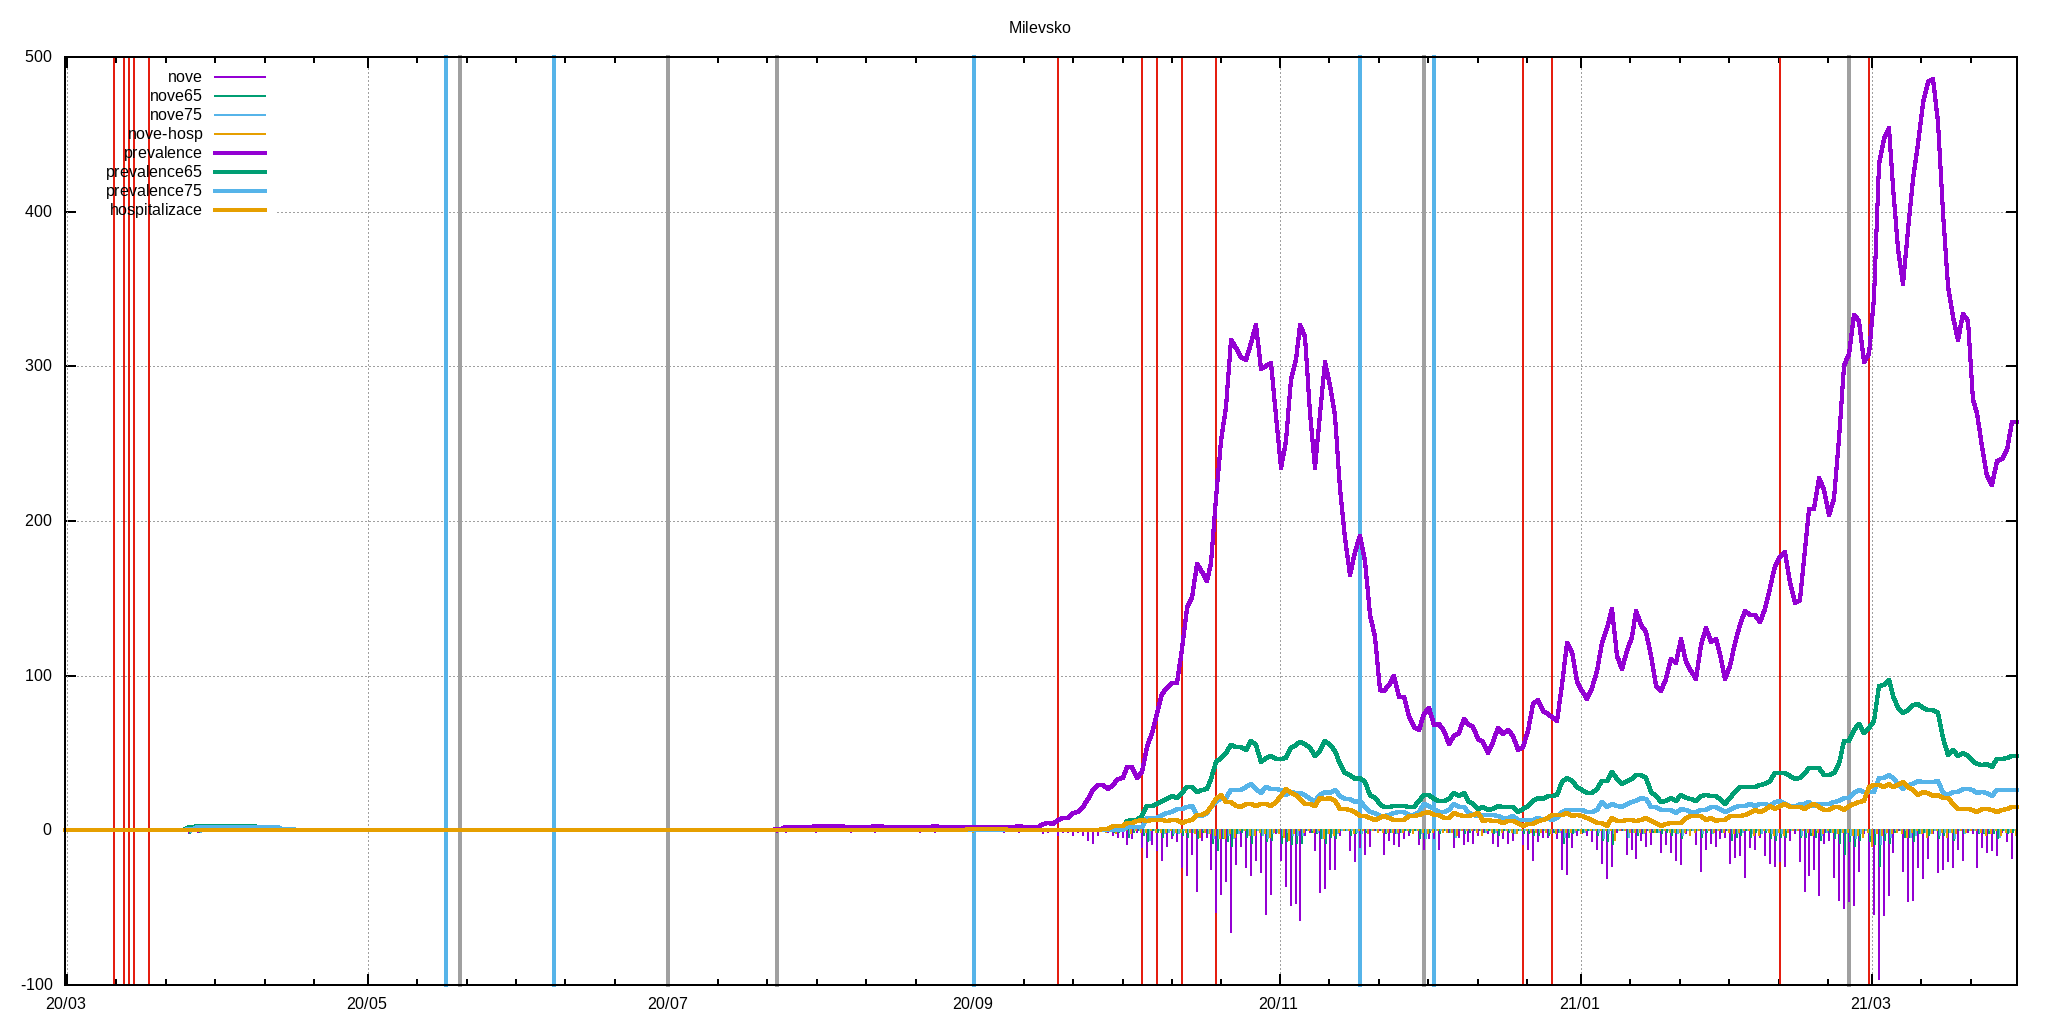 Milevsko
500
nove
nove65
nove75
nove-hosp
prevalence
prevalence65
prevalence75
hospitalizace
400
300
200
100
0
-100
20/03 20/05 20/07 20/09 20/11 21/01 21/03